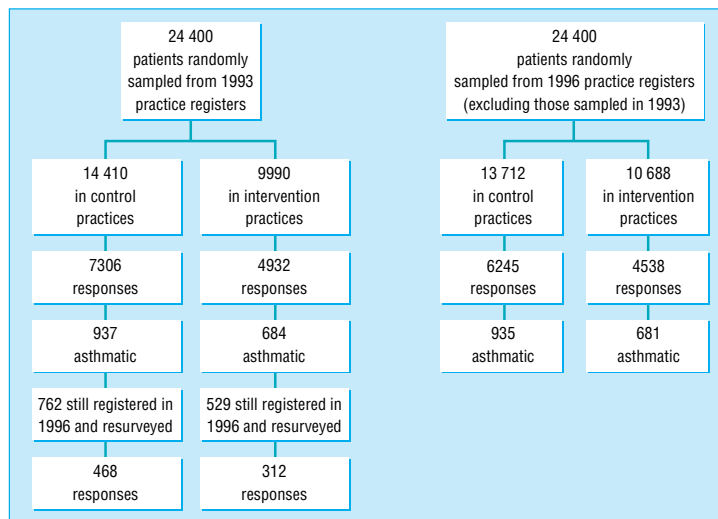 24 400
patients randomly
sampled from 1993
practice registers
14 410
in control
practices
9990
in intervention
practices
7306
responses
4932
responses
937
asthmatic
684
asthmatic
762 still registered in
1996 and resurveyed
529 still registered in
1996 and resurveyed
468
responses
312
responses
24 400
patients randomly
sampled from 1996 practice registers
(excluding those sampled in 1993)
13 712
in control
practices
10 688
in intervention
practices
6245
responses
4538
responses
935
asthmatic
681
asthmatic